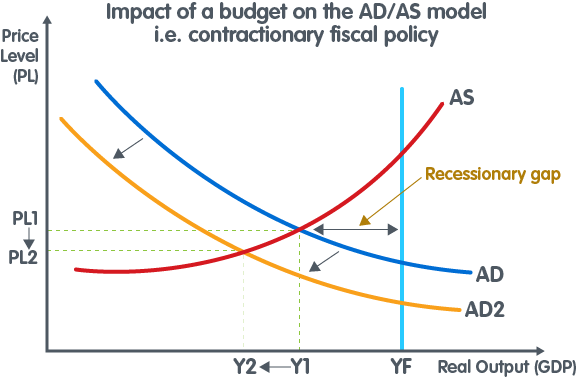 Impact of a budget on the AD/AS model
i.e. contractionary fiscal policy
Price
Level
(PL)
AS
Recessionary gap
PL1
PL2
AD
AD2
Y2
Y1
YF
Real Output (GDP)